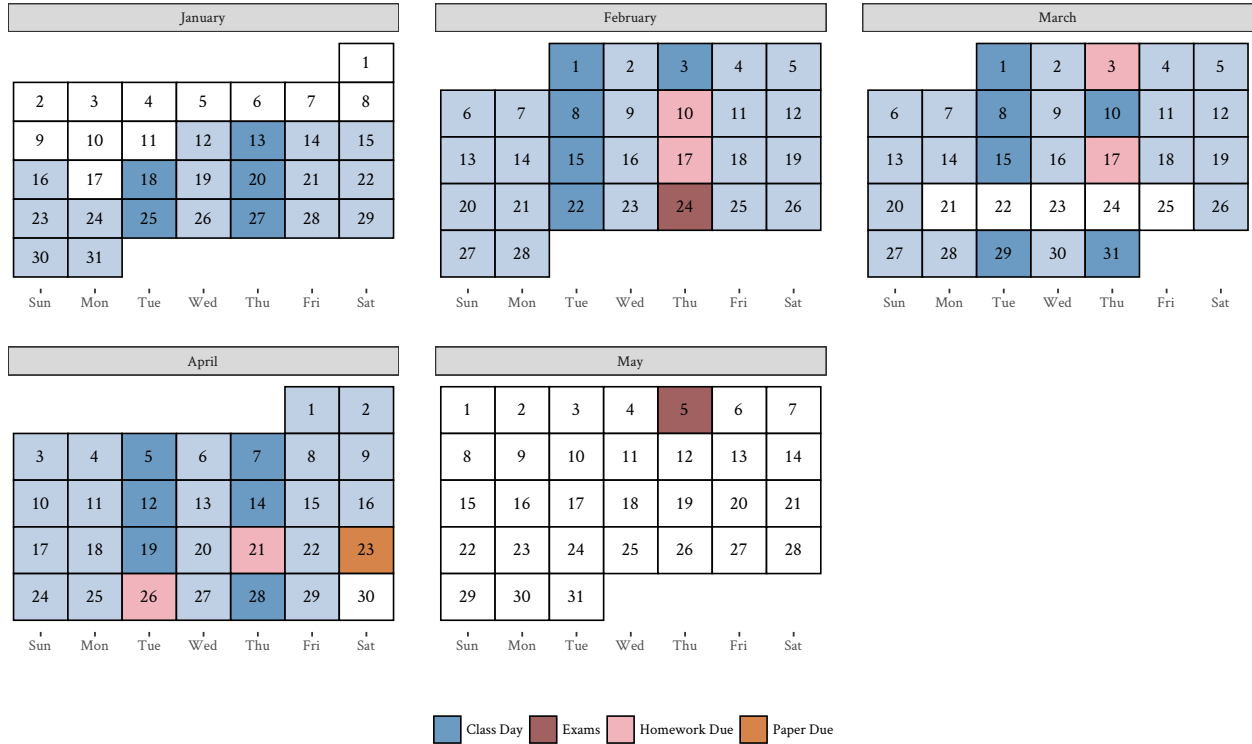 January
1
2 3 4 5 6 7 8
9 10 11 12 13 14 15
16 17 18 19 20 21 22
23 24 25 26 27 28 29
30 31
Sun Mon Tue Wed Thu Fri Sat
February
1 2 3 4 5
6 7 8 9 10 11 12
13 14 15 16 17 18 19
20 21 22 23 24 25 26
27 28
Sun Mon Tue Wed Thu Fri Sat
March
1 2 3 4 5
6 7 8 9 10 11 12
13 14 15 16 17 18 19
20 21 22 23 24 25 26
27 28 29 30 31
Sun Mon Tue Wed Thu Fri Sat
April
1 2
3 4 5 6 7 8 9
10 11 12 13 14 15 16
17 18 19 20 21 22 23
24 25 26 27 28 29 30
Sun Mon Tue Wed Thu Fri Sat
May
1 2 3 4 5 6 7
8 9 10 11 12 13 14
15 16 17 18 19 20 21
22 23 24 25 26 27 28
29 30 31
Sun Mon Tue Wed Thu Fri Sat
Class Day Exams Homework Due Paper Due